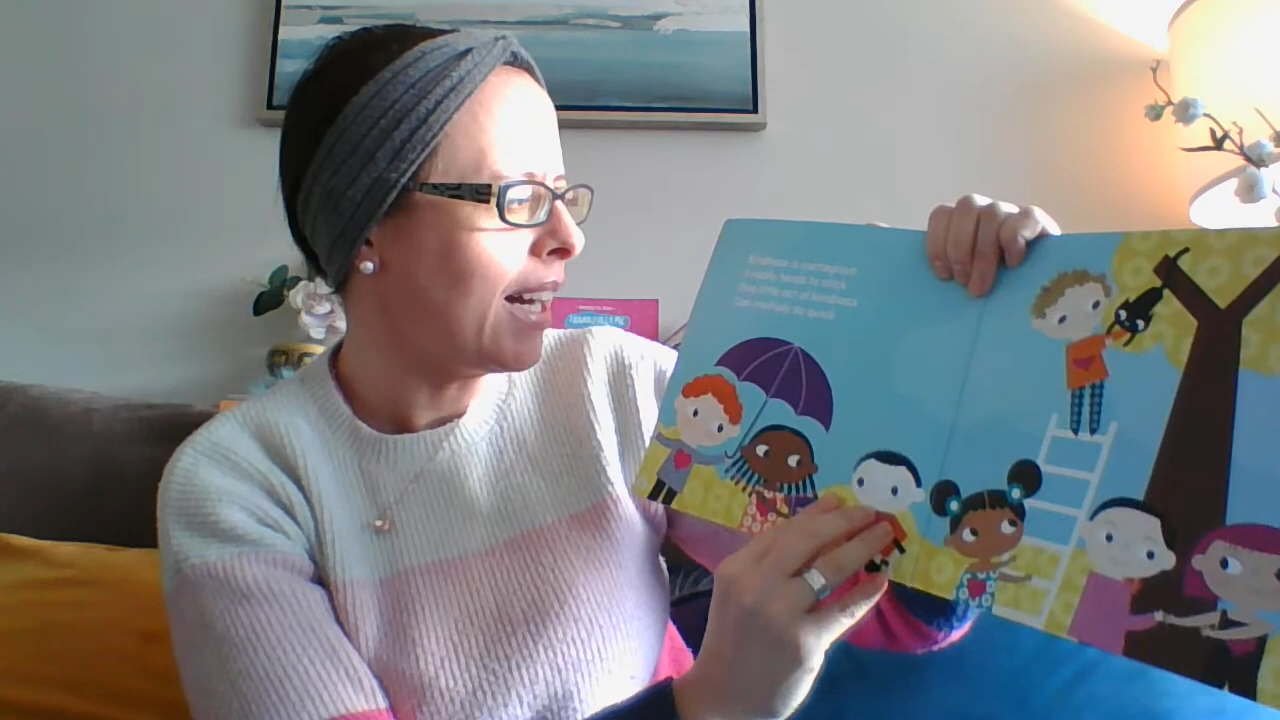 Kindness is contagious
It really tends to stick
One little act of kindness
Can multiply so quick